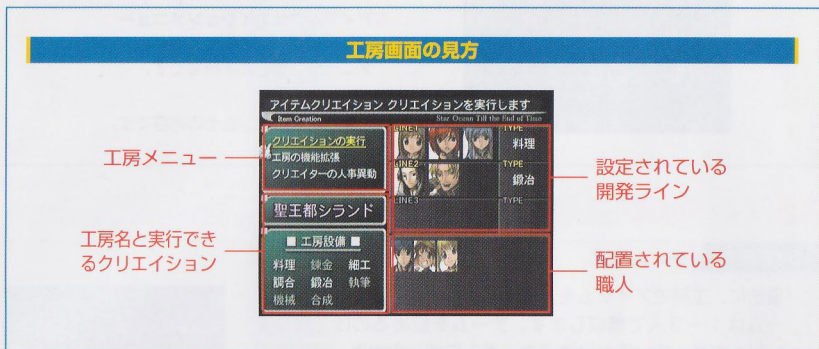 工房画面の見方
アイテムクリエイション クリエイションを実行します
Item Creation
Star Ocean Till the End of Time
クリエイションの実行
工房の機能拡張
クリエイターの人事異動
聖王都シランド
■ 工房設備 ■
料理 錬金 細工
調合 鍛冶 執筆
機械 合成
LINE1
TYPE
料理
LINE2
TYPE
鍛冶
LINE3
TYPE
工房メニュー
工房名と実行でき
るクリエイション
設定されている
開発ライン
配置されている
職人